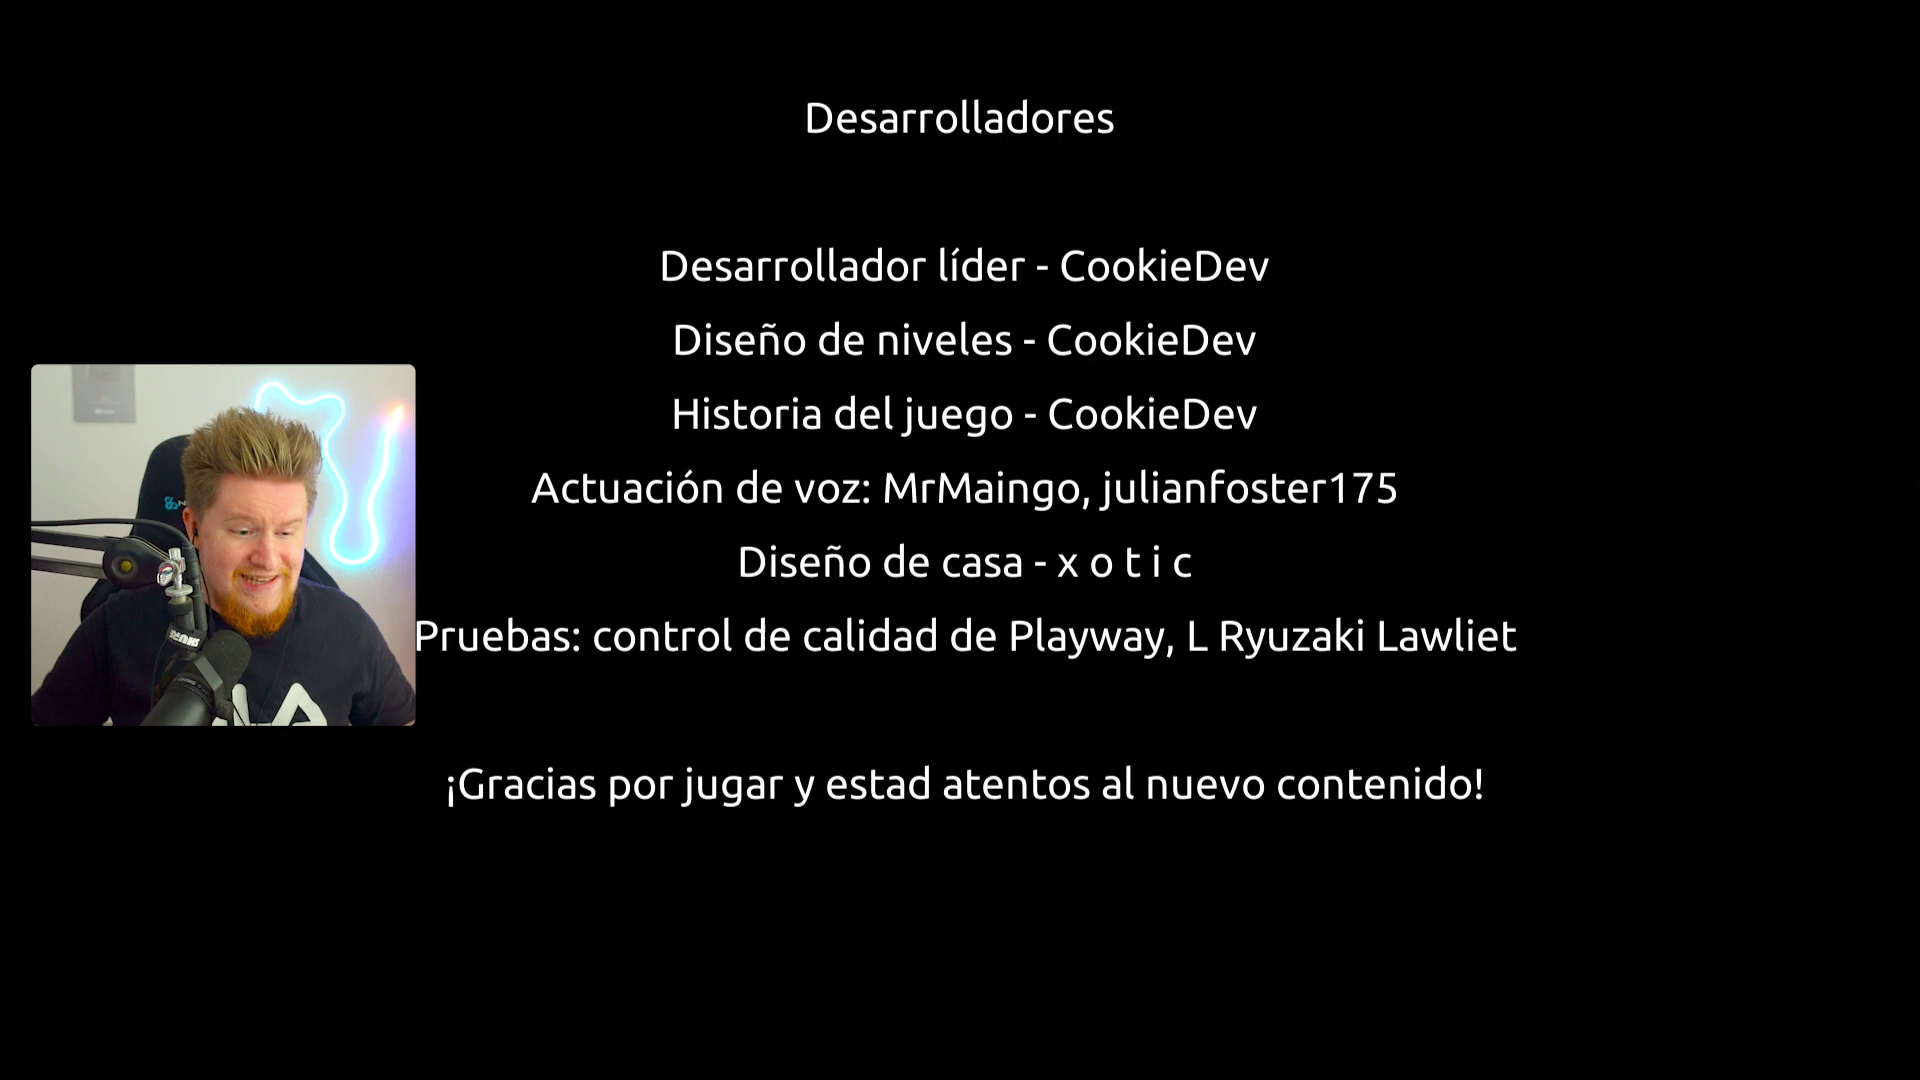 Desarrolladores
Desarrollador líder - CookieDev
Diseño de niveles - CookieDev
Historia del juego - CookieDev
Actuación de voz: MrMaingo, julianfoster175
Diseño de casa - x o t i c
Pruebas: control de calidad de Playway, L Ryuzaki Lawliet
¡Gracias por jugar y estad atentos al nuevo contenido!